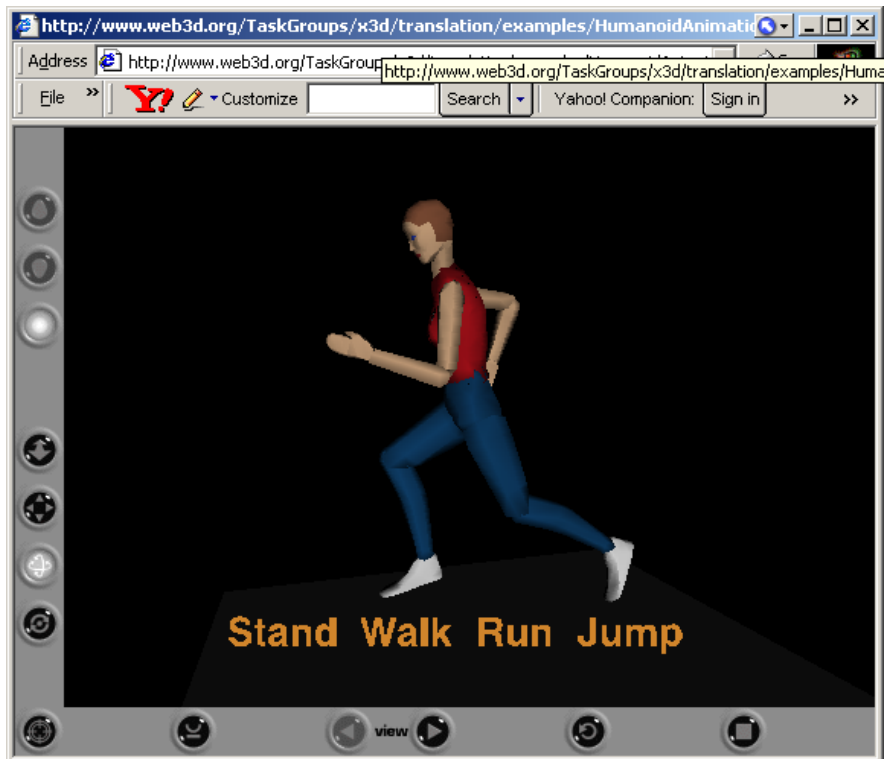 http://www.web3d.org/TaskGroups/x3d/translation/examples/HumanoidAnimatic
Address http://www.web3d.org/TaskGroup
http://www.web3d.org/TaskGroups/x3d/translation/examples/Huma
File » Y! Customize Search Yahoo! Companion: Sign in »
Stand Walk Run Jump
view